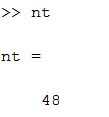 >> nt
nt =
48